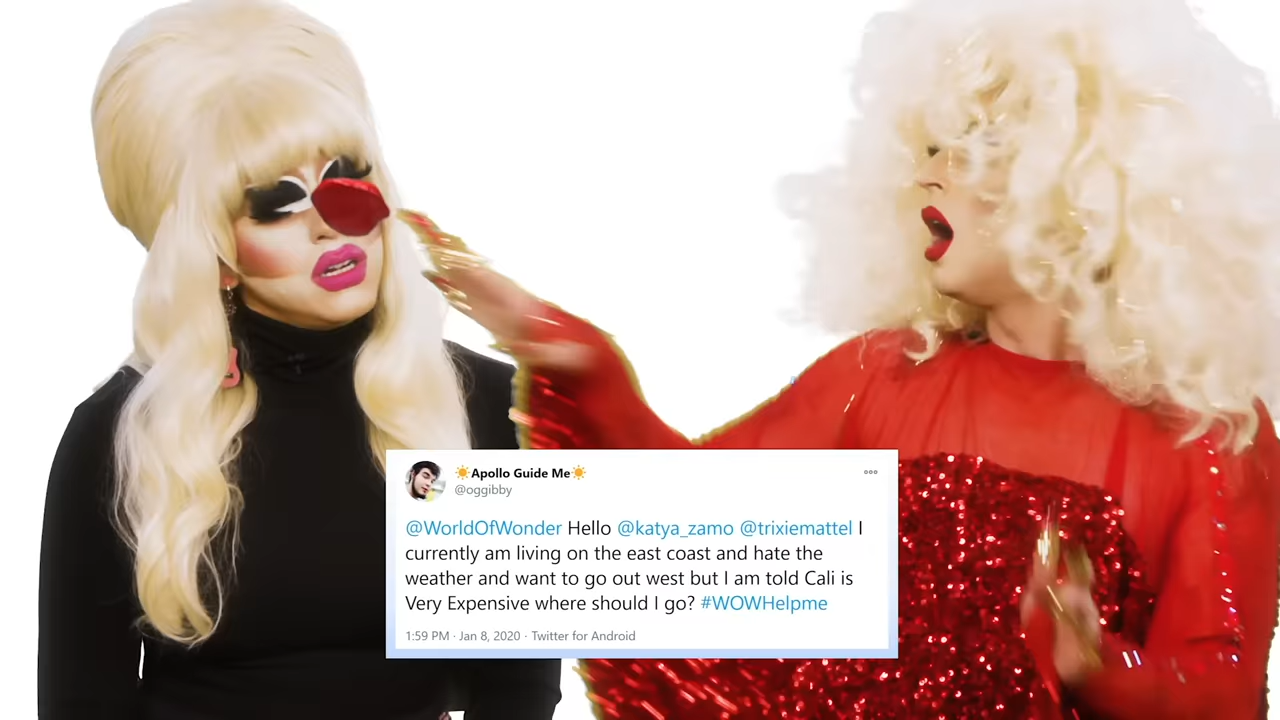 ☀️Apollo Guide Me☀️
@oggibby
@WorldOfWonder Hello @katya_zamo @trixiemattel I
currently am living on the east coast and hate the
weather and want to go out west but I am told Cali is
Very Expensive where should I go? #WOWHelpme
1:59 PM · Jan 8, 2020 · Twitter for Android